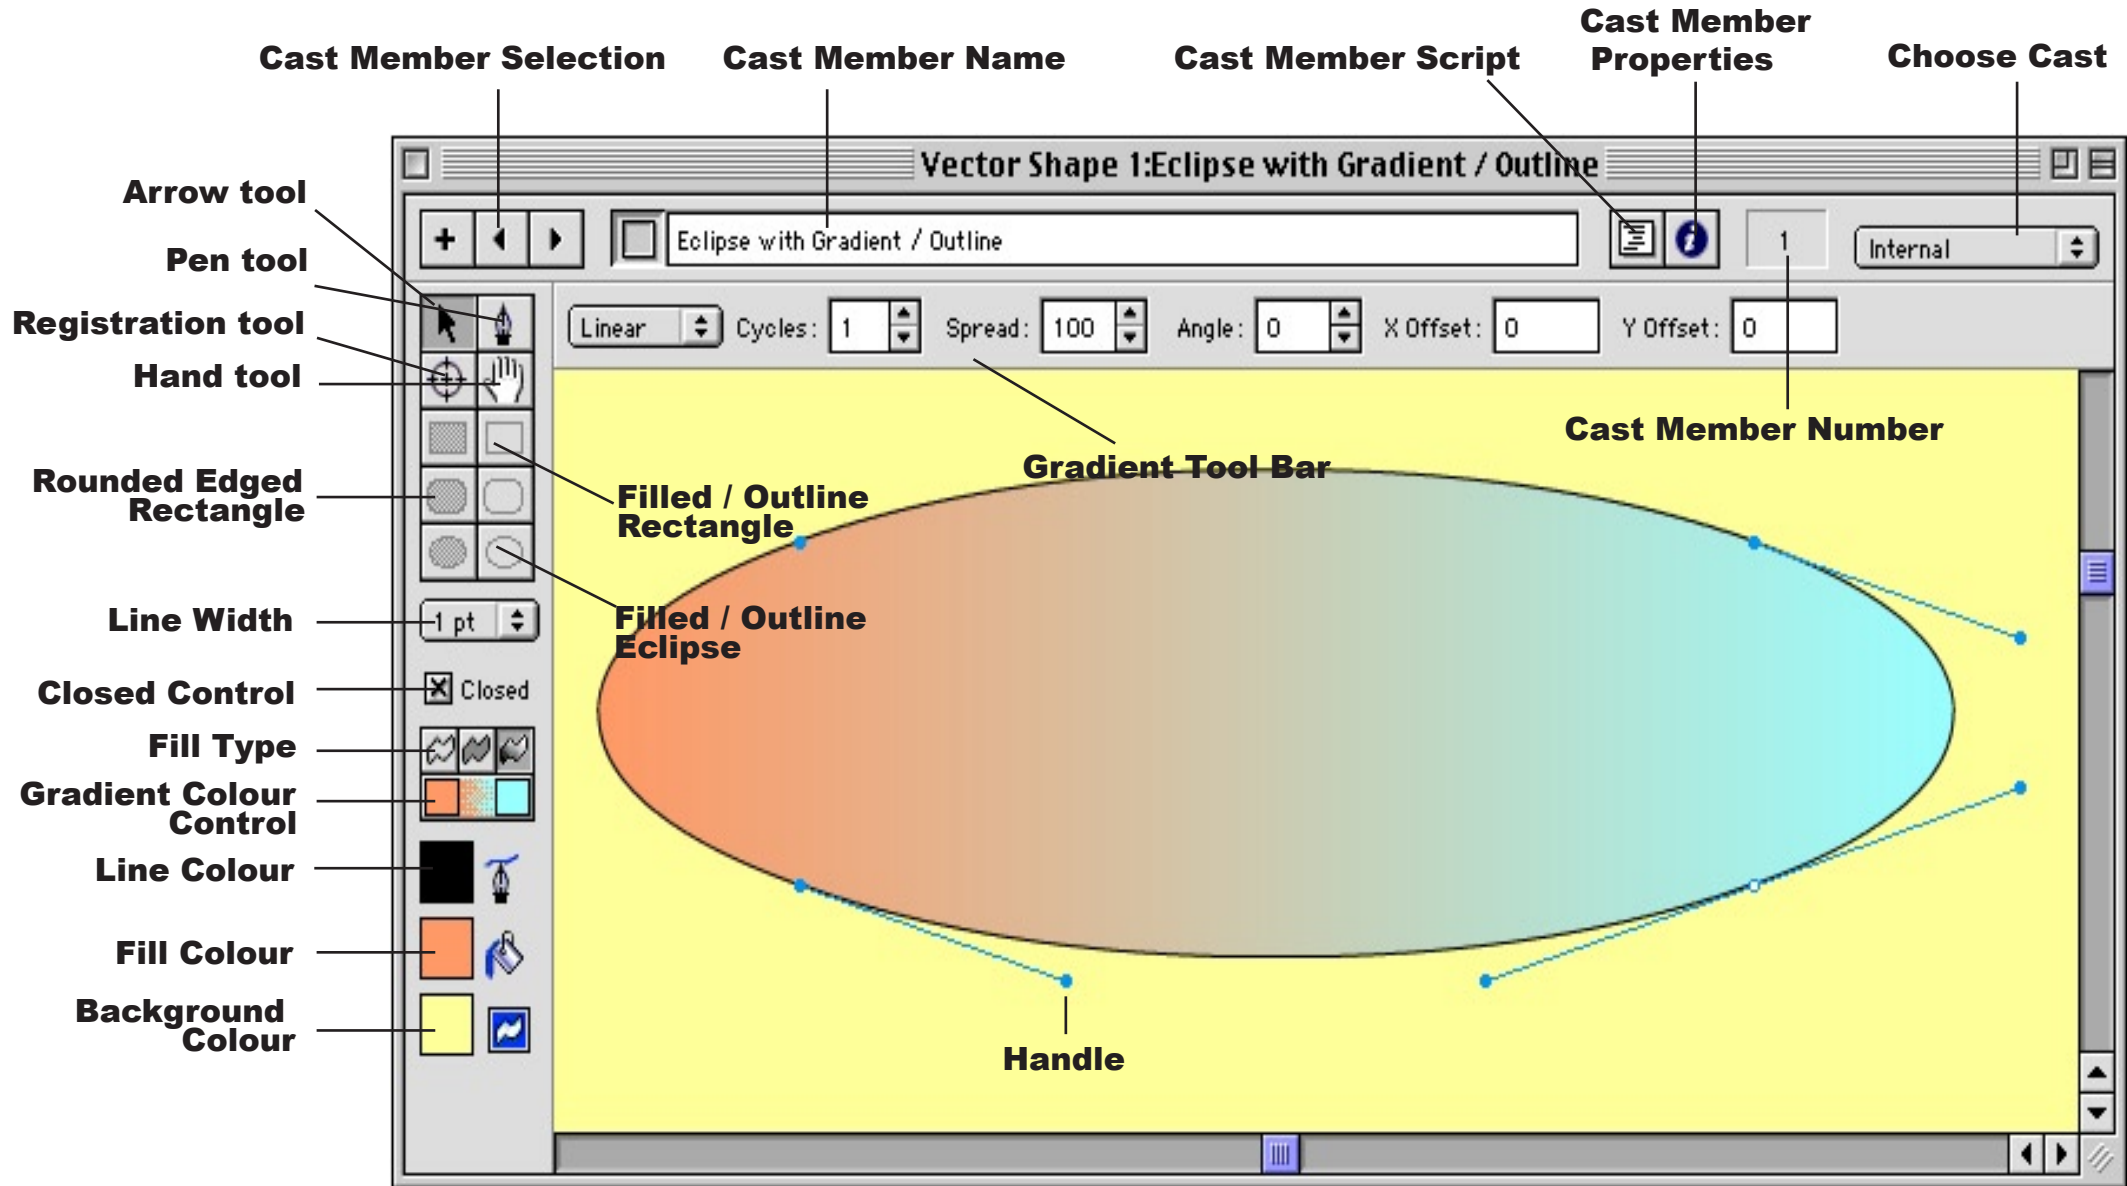 Cast Member Selection
Cast Member Name
Cast Member Script
Cast Member
Properties
Choose Cast
Vector Shape 1:Eclipse with Gradient / Outline
Arrow tool
Pen tool
Registration tool
Hand tool
Rounded Edged
Rectangle
Line Width
Closed Control
Fill Type
Gradient Colour
Control
Line Colour
Fill Colour
Background
Colour
Eclipse with Gradient / Outline
1
Internal
Linear
Cycles: 1
Spread: 100
Angle: 0
X Offset: 0
Y Offset: 0
Cast Member Number
Gradient Tool Bar
Filled / Outline
Rectangle
Filled / Outline
Eclipse
1 pt
Closed
Handle